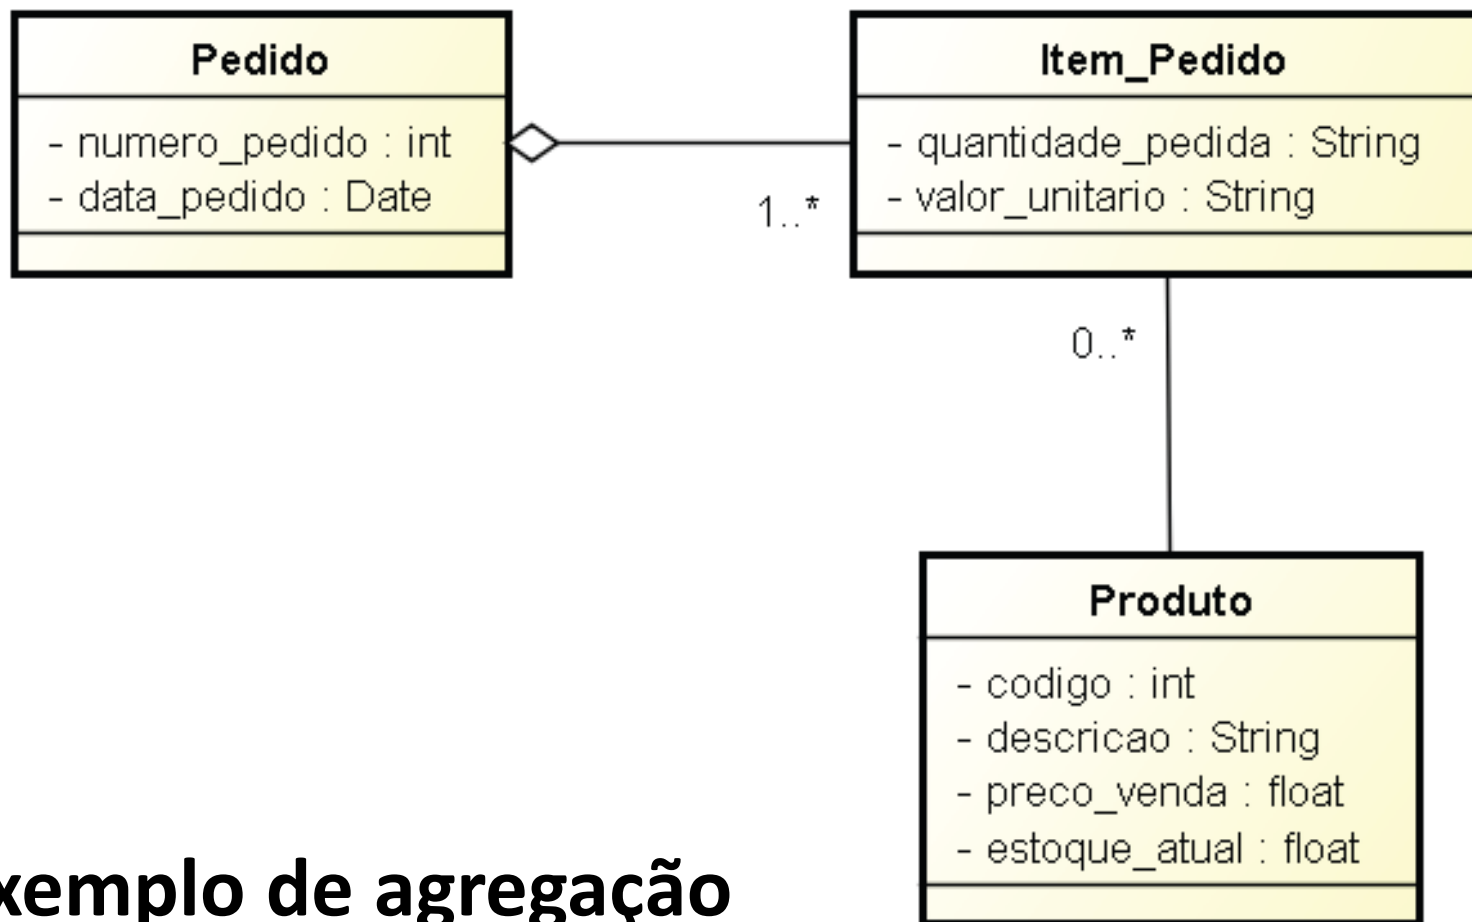 Pedido
- numero_pedido : int
- data_pedido : Date
1..*
Item_Pedido
- quantidade_pedida : String
- valor_unitario : String
0..*
Produto
- codigo : int
- descricao : String
- preco_venda : float
- estoque_atual : float
xemplo de agregação